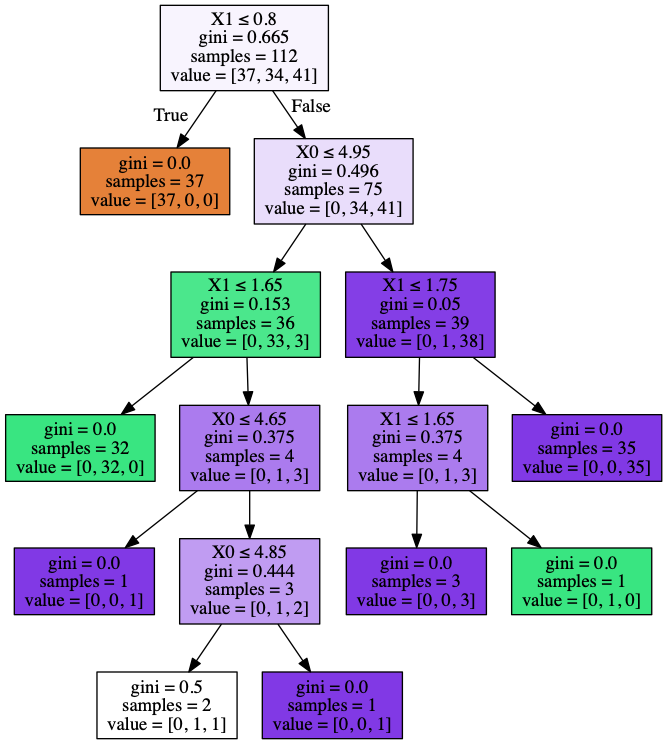 X1 ≤ 0.8
gini = 0.665
samples = 112
value = [37, 34, 41]
True
False
gini = 0.0
samples = 37
value = [37, 0, 0]
X0 ≤ 4.95
gini = 0.496
samples = 75
value = [0, 34, 41]
X1 ≤ 1.65
gini = 0.153
samples = 36
value = [0, 33, 3]
X1 ≤ 1.75
gini = 0.05
samples = 39
value = [0, 1, 38]
gini = 0.0
samples = 32
value = [0, 32, 0]
X0 ≤ 4.65
gini = 0.375
samples = 4
value = [0, 1, 3]
X1 ≤ 1.65
gini = 0.375
samples = 4
value = [0, 1, 3]
gini = 0.0
samples = 35
value = [0, 0, 35]
gini = 0.0
samples = 1
value = [0, 0, 1]
X0 ≤ 4.85
gini = 0.444
samples = 3
value = [0, 1, 2]
gini = 0.0
samples = 3
value = [0, 0, 3]
gini = 0.0
samples = 1
value = [0, 1, 0]
gini = 0.5
samples = 2
value = [0, 1, 1]
gini = 0.0
samples = 1
value = [0, 0, 1]